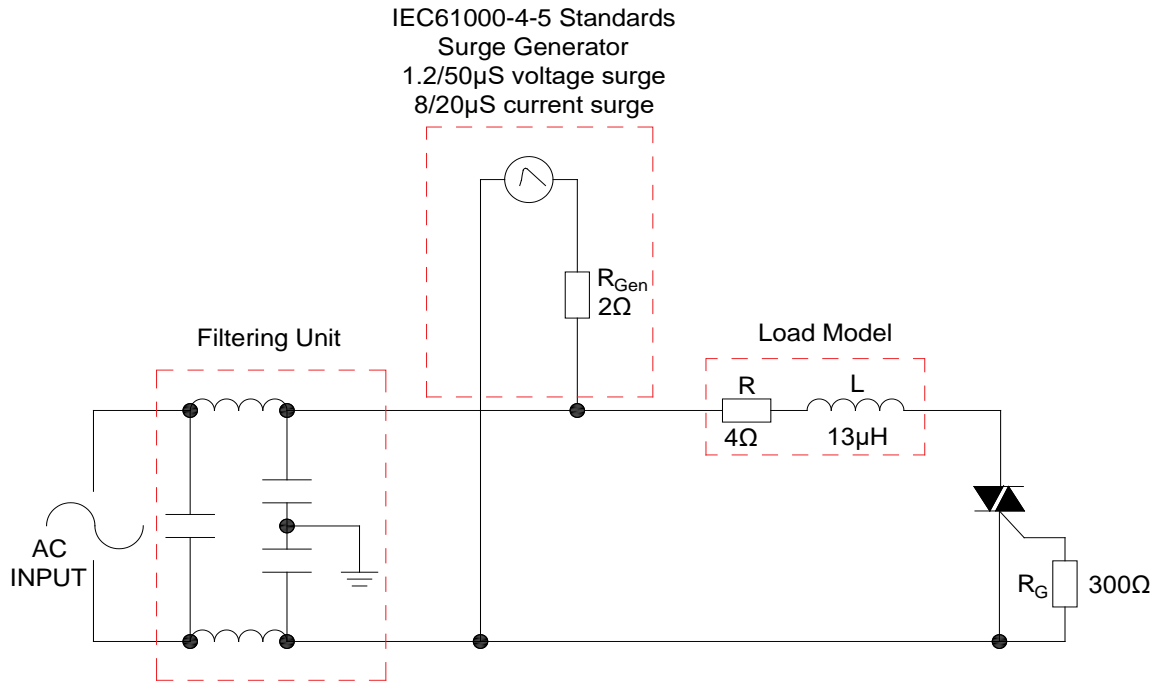 IEC61000-4-5 Standards
Surge Generator
1.2/50µS voltage surge
8/20µS current surge
RGen
2Ω
Filtering Unit
Load Model
R
L
4Ω
13µH
AC
INPUT
RG
300Ω